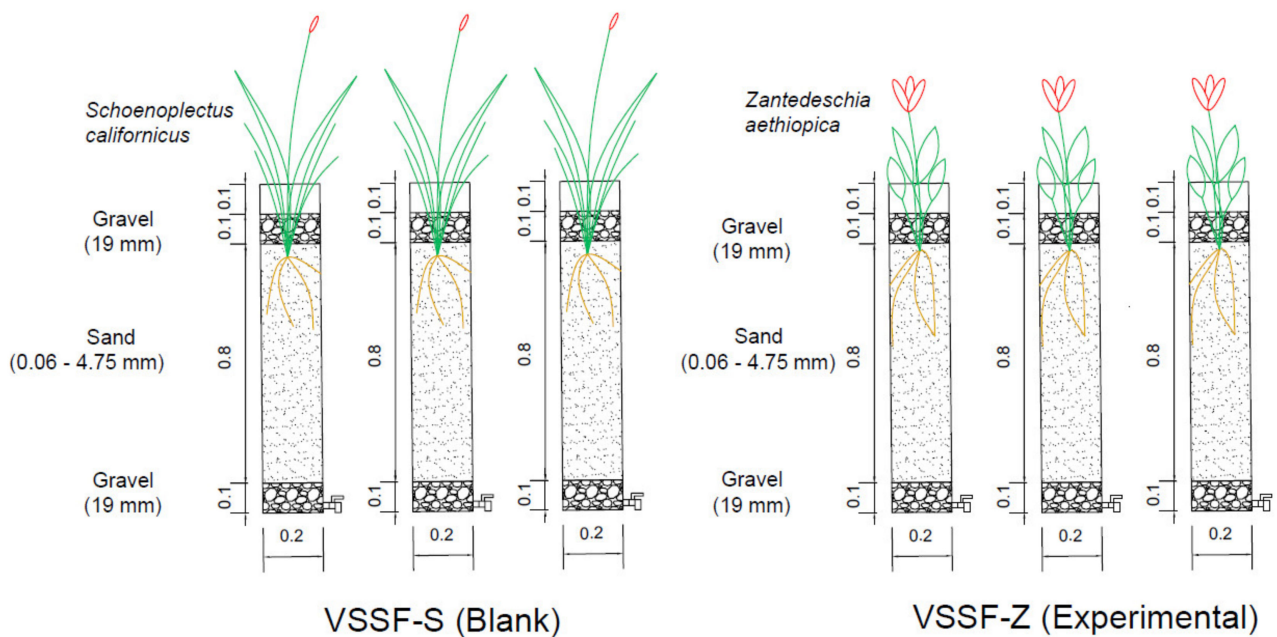 Schoenoplectus
californicus
Gravel
(19 mm)
Sand
(0.06 - 4.75 mm)
Gravel
(19 mm)
0.1
0.1
0.8
0.1
0.2
0.1
0.1
0.8
0.1
0.2
0.1
0.1
0.8
0.1
0.2
VSSF-S (Blank)
Zantedeschia
aethiopica
Gravel
(19 mm)
Sand
(0.06 - 4.75 mm)
Gravel
(19 mm)
0.1
0.1
0.8
0.1
0.2
0.1
0.1
0.8
0.1
0.2
0.1
0.1
0.8
0.1
0.2
VSSF-Z (Experimental)